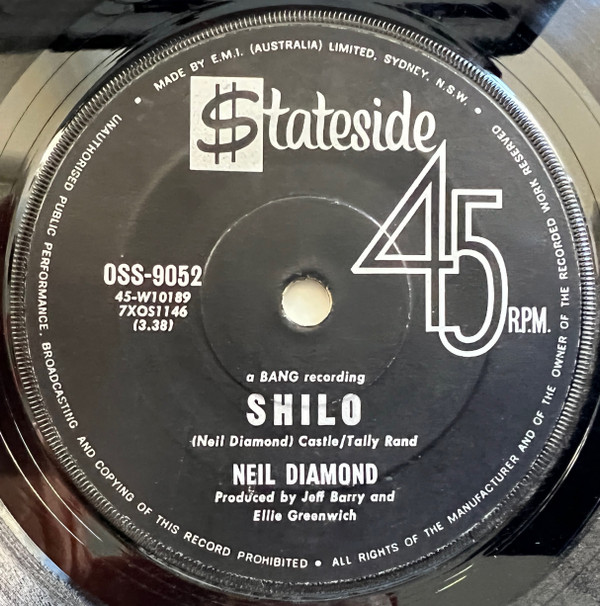 MADE BY E.M.I. (AUSTRALIA) LIMITED, SYDNEY, N.S.W. •
$tateside
45
R.P.M.
OSS-9052
45-W10189
7XOS1146
(3.38)
a BANG recording
SHILO
(Neil Diamond) Castle/Tally Rand
NEIL DIAMOND
Produced by Jeff Barry and
Ellie Greenwich
UNAUTHORISED PUBLIC PERFORMANCE, BROADCASTING AND COPYING OF THIS RECORD PROHIBITED • ALL RIGHTS OF THE MANUFACTURER AND OF THE OWNER OF THE RECORDED WORK RESERVED